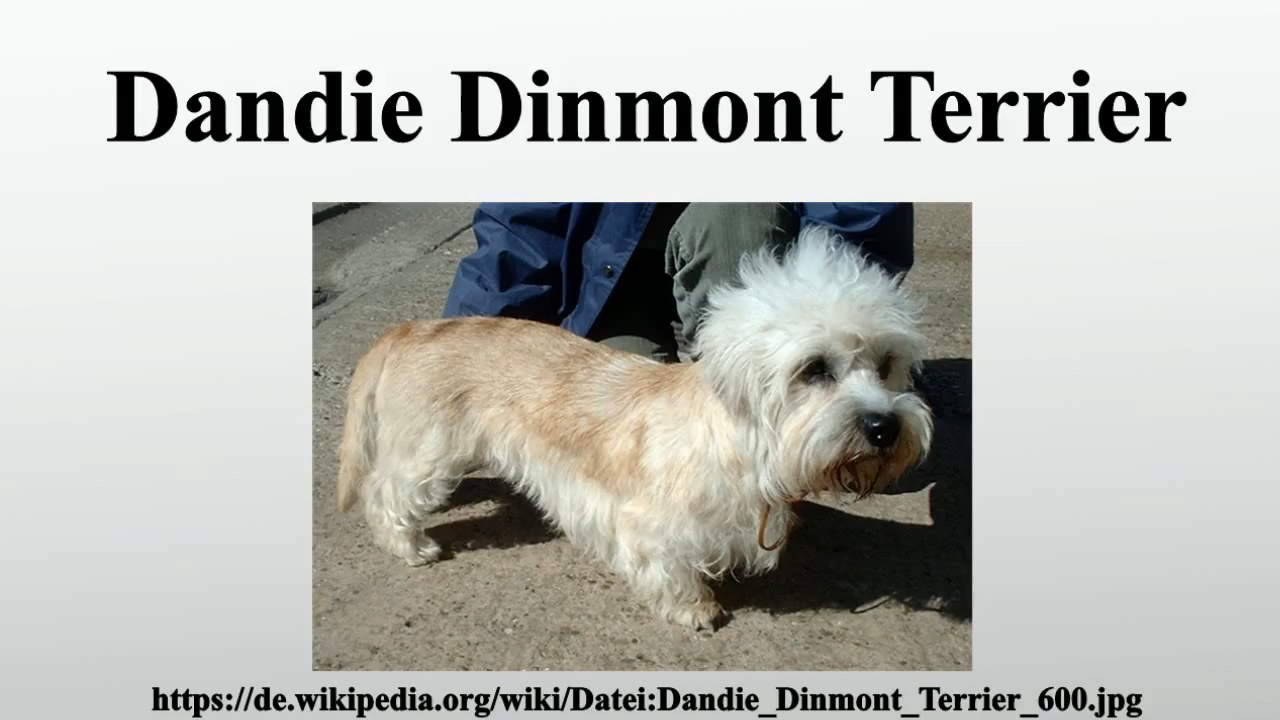 Dandie Dinmont Terrier
https://de.wikipedia.org/wiki/Datei:Dandie_Dinmont_Terrier_600.jpg